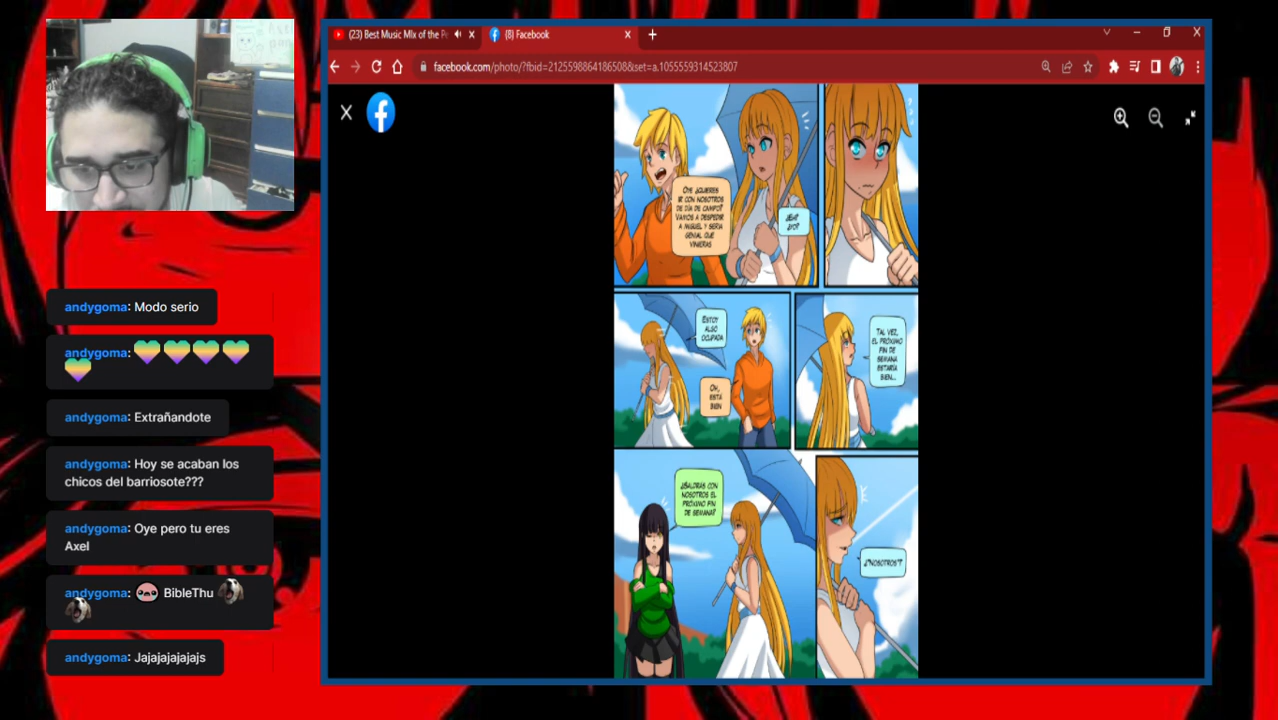 (23) Best Music Mix of the Po
(8) Facebook
facebook.com/photo/?fbid=2125598864186508&set=a.1055559314523807
OYE ¿QUIERES
IR CON NOSOTROS
DE DÍA DE CAMPO?
VAMOS A DESPEDIR
A MIGUEL Y SERÍA
GENIAL QUE
VINIERAS
¿EH?
¿YO?
ESTOY
ALGO
OCUPADA
OH,
ESTÁ
BIEN
TAL VEZ,
EL PRÓXIMO
FIN DE
SEMANA
ESTARÍA
BIEN...
¿SALDRÁS CON
NOSOTROS EL
PRÓXIMO FIN
DE SEMANA?
¿"NOSOTROS"?
andygoma: Modo serio
andygoma:
andygoma: Extrañandote
andygoma: Hoy se acaban los
chicos del barriosote???
andygoma: Oye pero tu eres
Axel
andygoma: BibleThu
andygoma: Jajajajajajajs